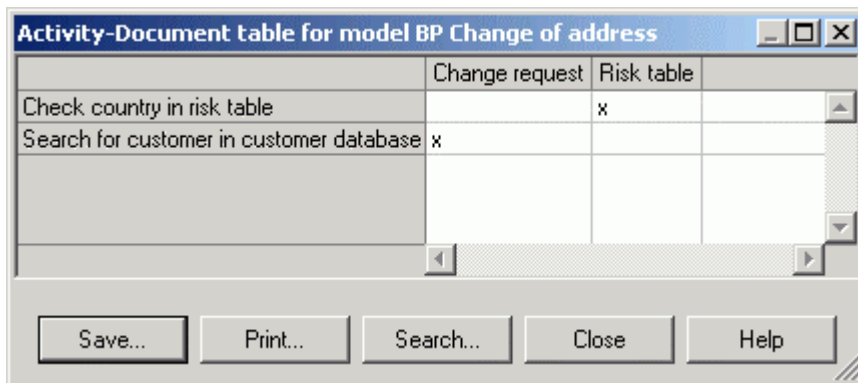 Activity-Document table for model BP Change of address
Change request Risk table
Check country in risk table x
Search for customer in customer database x
Save... Print... Search... Close Help